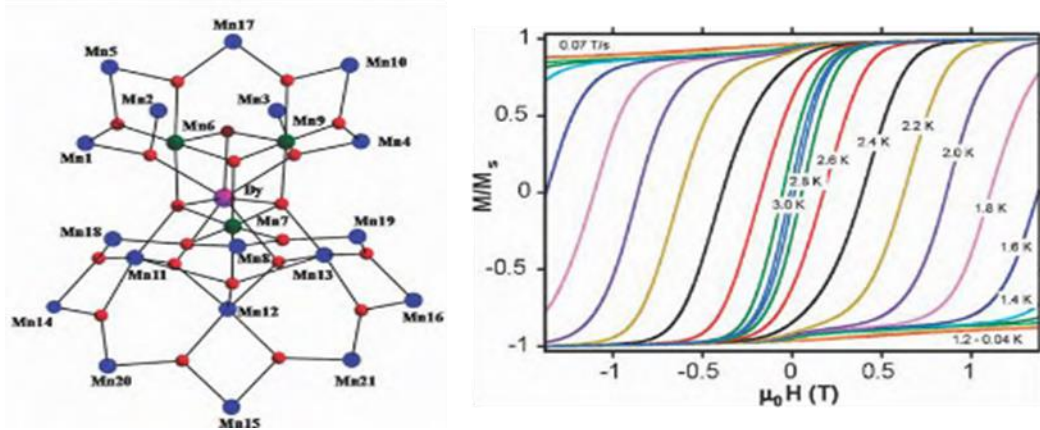 Mn17
Mn5
Mn10
Mn2
Mn3
Mn6
Mn9
Mn1
Mn4
Dy
Mn7
Mn18
Mn19
Mn8
Mn11
Mn13
Mn12
Mn14
Mn16
Mn20
Mn21
Mn15
M/Ms
1
0.5
0
-0.5
-1
0.07 T/s
2.2 K
2.4 K
2.0 K
2.6 K
2.8 K
3.0 K
1.8 K
1.6 K
1.4 K
1.2 - 0.04 K
-1
-0.5
0
0.5
1
μ₀H (T)